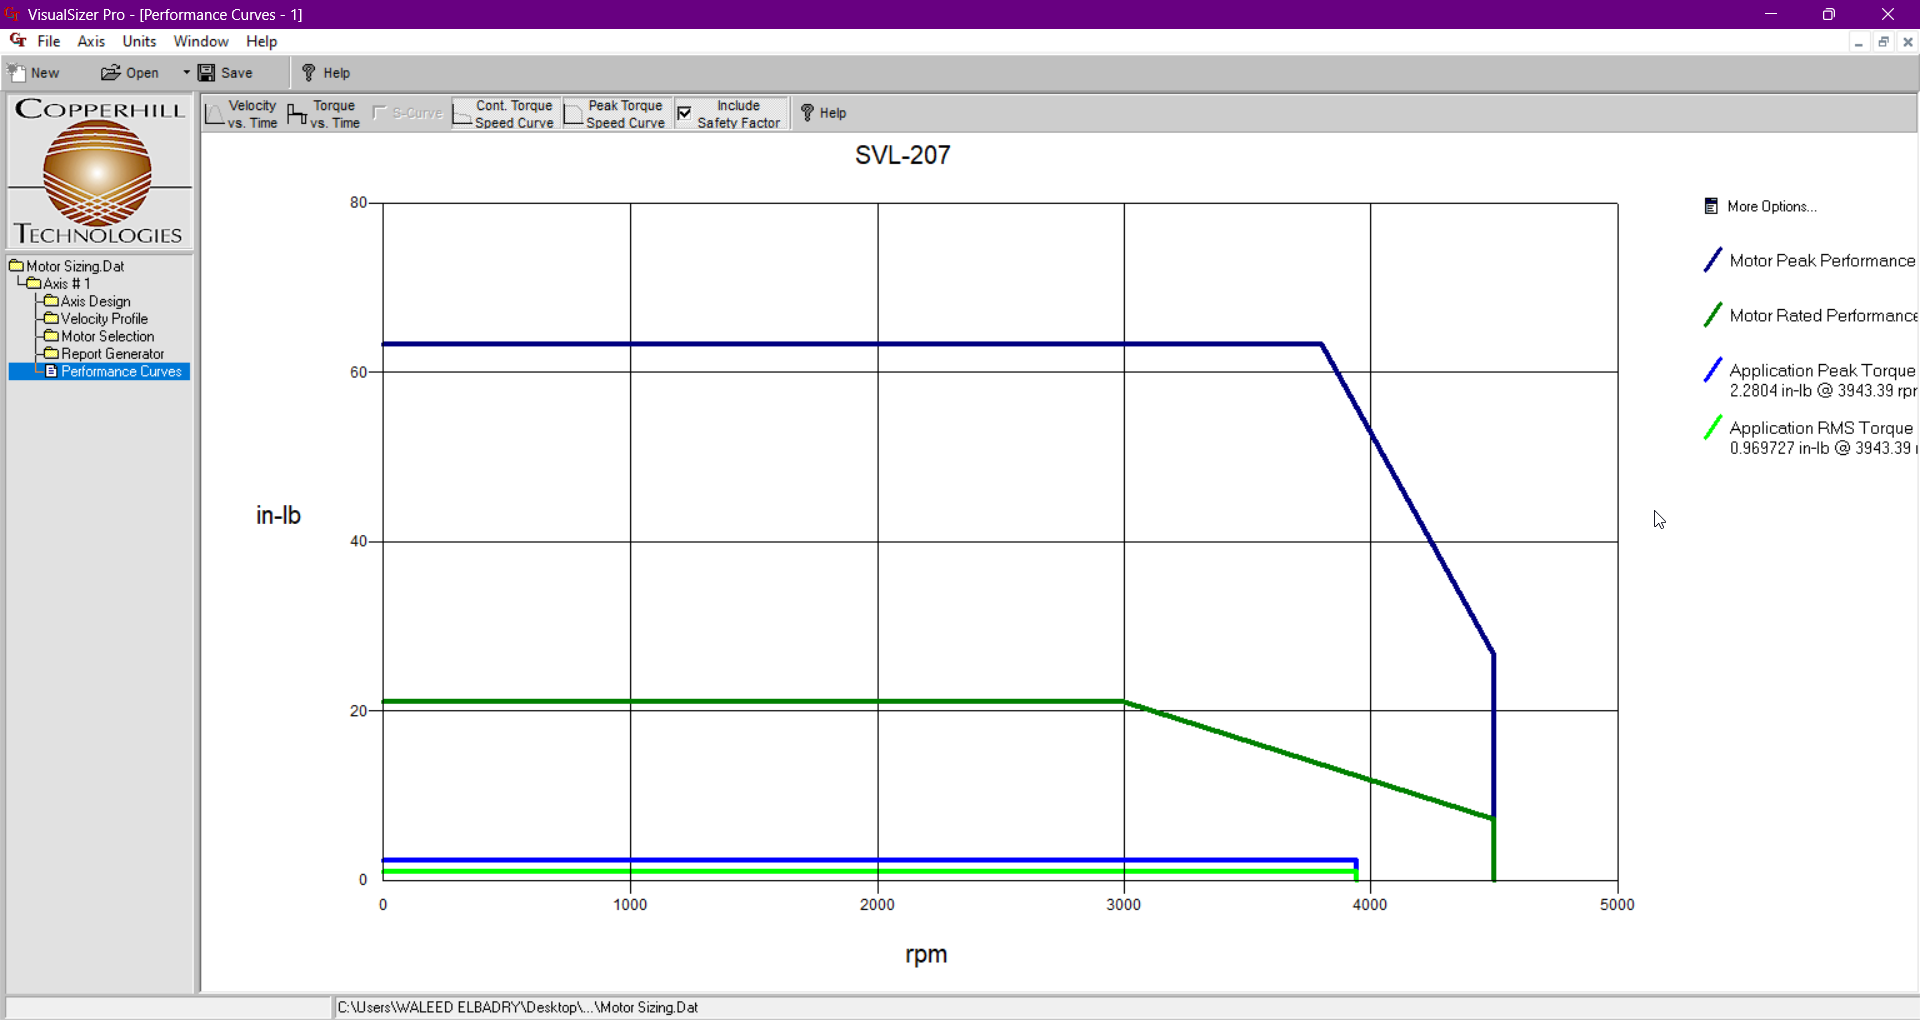 VisualSizer Pro - [Performance Curves - 1]
File Axis Units Window Help
New Open Save Help
COPPERHILL
TECHNOLOGIES
Velocity vs. Time
Torque vs. Time
S-Curve
Cont. Torque Speed Curve
Peak Torque Speed Curve
Include Safety Factor
Help
Motor Sizing.Dat
Axis # 1
Axis Design
Velocity Profile
Motor Selection
Report Generator
Performance Curves
SVL-207
80
60
40
20
0
in-lb
0 1000 2000 3000 4000 5000
rpm
More Options...
Motor Peak Performance
Motor Rated Performance
Application Peak Torque
2.2804 in-lb @ 3943.39 rpm
Application RMS Torque
0.969727 in-lb @ 3943.39
C:\Users\WALEED ELBADRY\Desktop\...\Motor Sizing.Dat